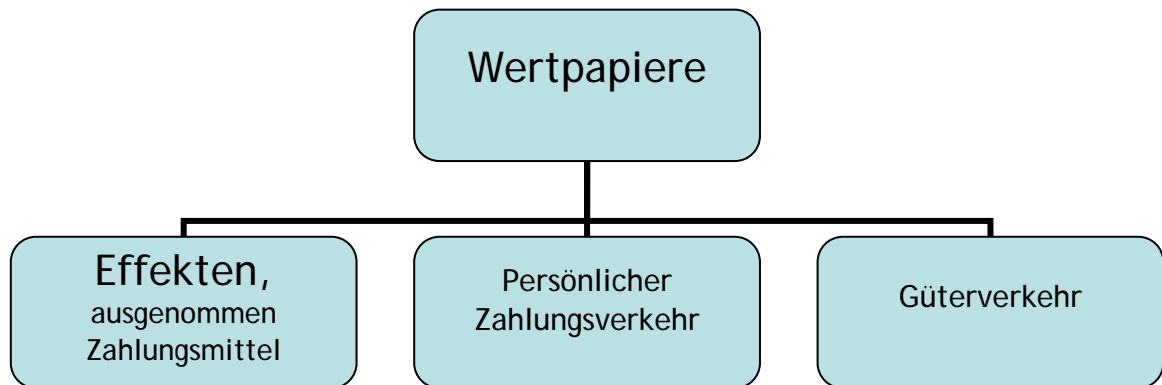 Wertpapiere
Effekten,
ausgenommen
Zahlungsmittel
Persönlicher
Zahlungsverkehr
Güterverkehr